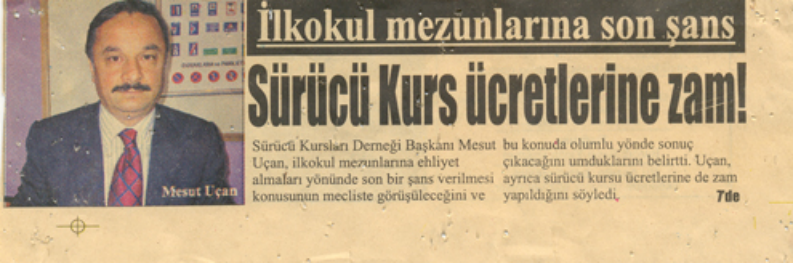 İlkokul mezunlarına son şans
Sürücü Kurs ücretlerine zam!
Sürücü Kursları Derneği Başkanı Mesut
Uçan, ilkokul mezunlarına ehliyet
almaları yönünde son bir şans verilmesi
konusunun mecliste görüşüleceğini ve
bu konuda olumlu yönde sonuç
çıkacağını umduklarını belirtti. Uçan,
ayrıca sürücü kursu ücretlerine de zam
yapıldığını söyledi.
7'de
Mesut Uçan